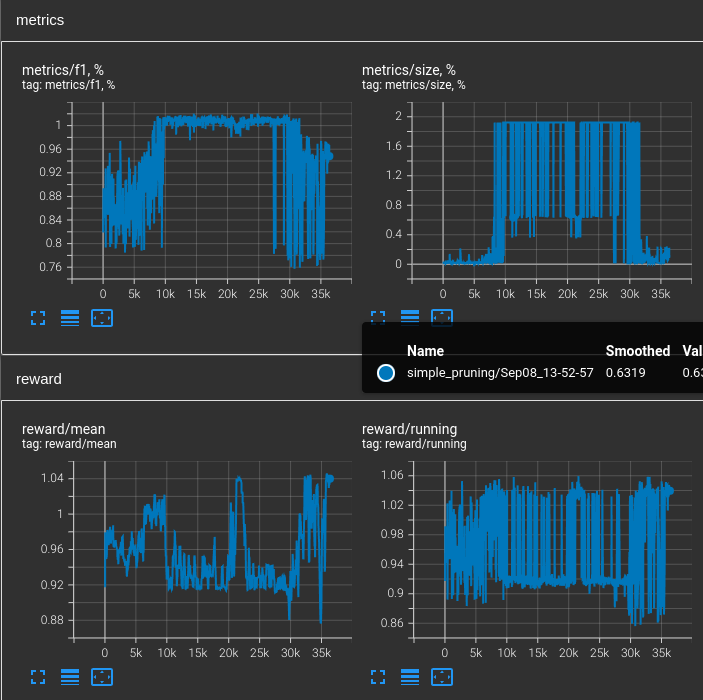 metrics
metrics/f1, %
tag: metrics/f1, %
1
0.96
0.92
0.88
0.84
0.8
0.76
0 5k 10k 15k 20k 25k 30k 35k
metrics/size, %
tag: metrics/size, %
2
1.6
1.2
0.8
0.4
0
0 5k 10k 15k 20k 25k 30k 35k
Name Smoothed Val
simple_pruning/Sep08_13-52-57 0.6319 0.63
reward
reward/mean
tag: reward/mean
1.04
1
0.96
0.92
0.88
0 5k 10k 15k 20k 25k 30k 35k
reward/running
tag: reward/running
1.06
1.02
0.98
0.94
0.9
0.86
0 5k 10k 15k 20k 25k 30k 35k